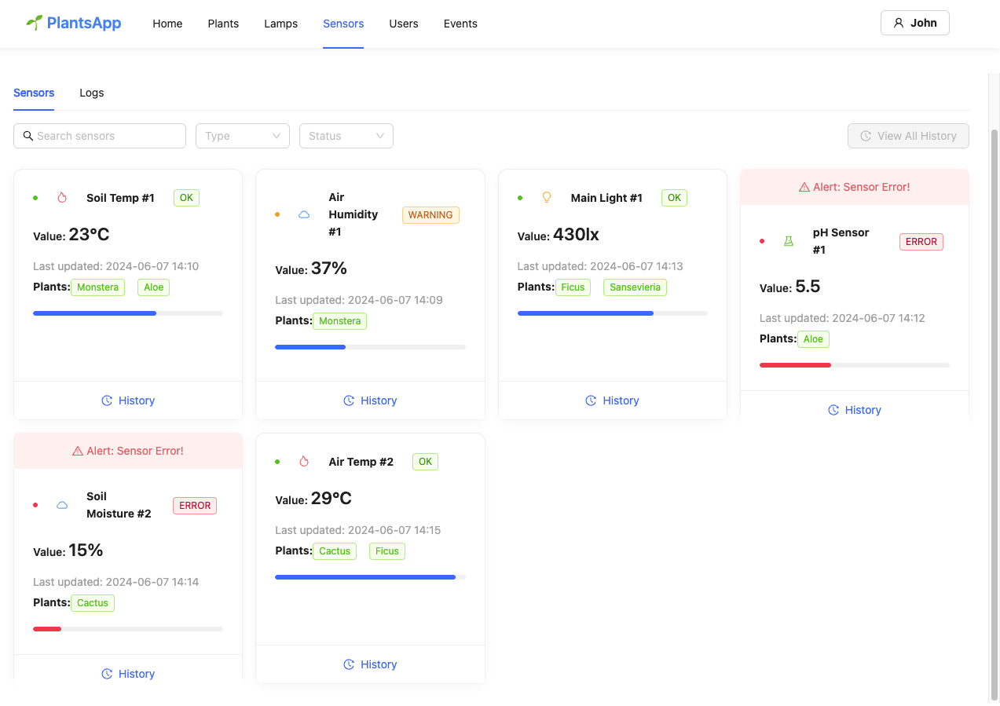 PlantsApp
Home Plants Lamps Sensors Users Events
John
Sensors Logs
Search sensors
Type
Status
View All History
Soil Temp #1
OK
Value: 23°C
Last updated: 2024-06-07 14:10
Plants: Monstera Aloe
History
Air
Humidity
#1
WARNING
Value: 37%
Last updated: 2024-06-07 14:09
Plants: Monstera
History
Main Light #1
OK
Value: 430lx
Last updated: 2024-06-07 14:13
Plants: Ficus Sansevieria
History
Alert: Sensor Error!
pH Sensor
#1
ERROR
Value: 5.5
Last updated: 2024-06-07 14:12
Plants: Aloe
History
Alert: Sensor Error!
Soil
Moisture #2
ERROR
Value: 15%
Last updated: 2024-06-07 14:14
Plants: Cactus
History
Air Temp #2
OK
Value: 29°C
Last updated: 2024-06-07 14:15
Plants: Cactus Ficus
History